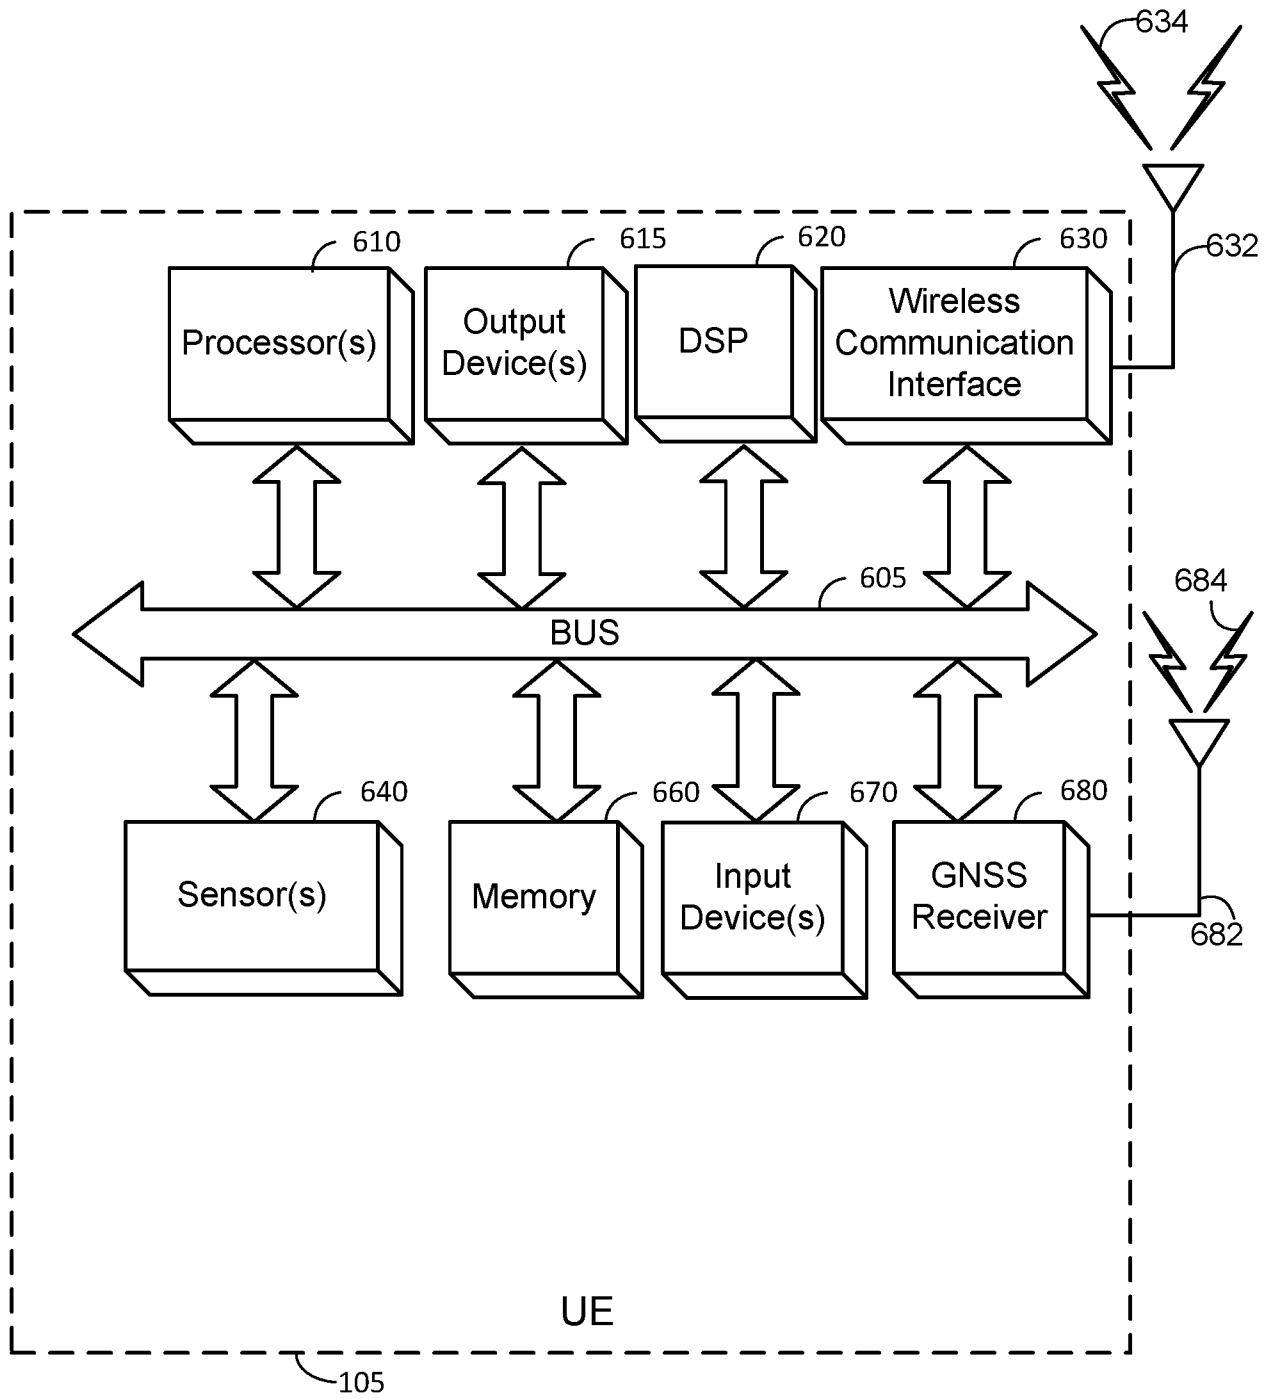 634
610
615
620
630
632
Processor(s)
Output
Device(s)
DSP
Wireless
Communication
Interface
605
BUS
684
640
660
670
680
Sensor(s)
Memory
Input
Device(s)
GNSS
Receiver
682
UE
105